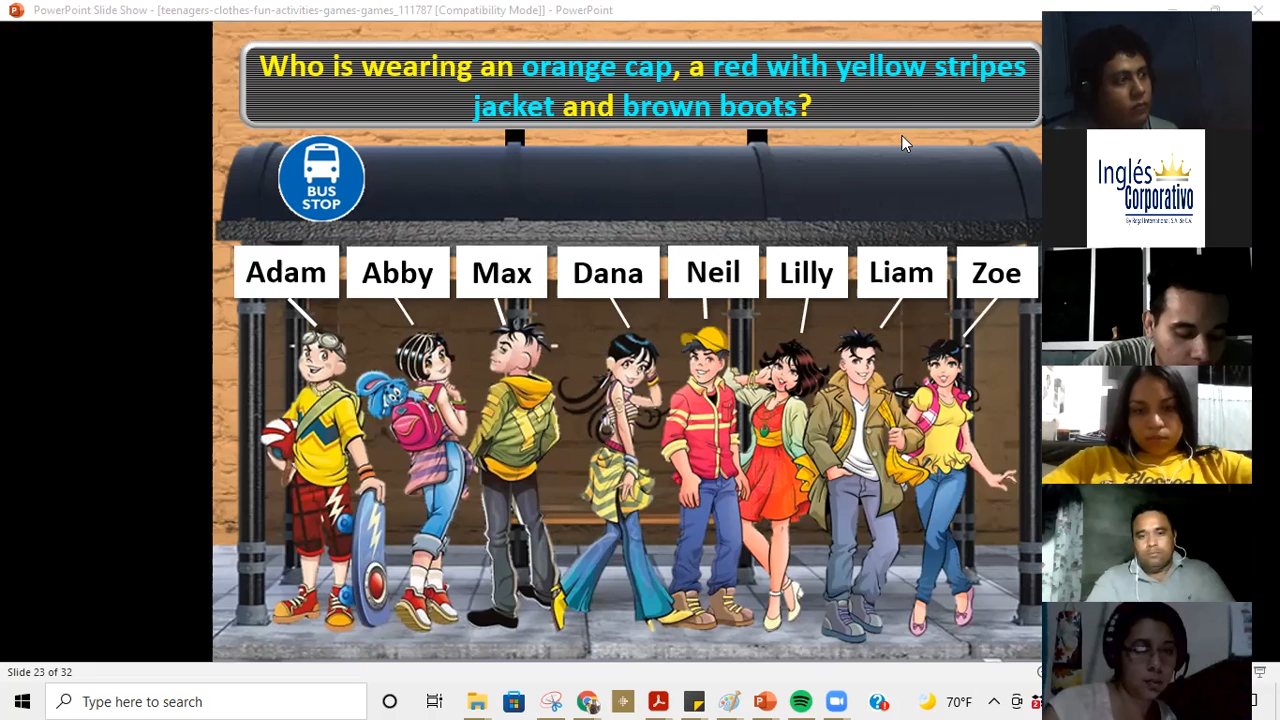 PowerPoint Slide Show - [teenagers-clothes-fun-activities-games-games_111787 [Compatibility Mode]] - PowerPoint
Who is wearing an orange cap, a red with yellow stripes
jacket and brown boots?
BUS
STOP
Adam Abby Max Dana Neil Lilly Liam Zoe
Inglés
Corporativo
Blessed
Slide 23 of 32
Type here to search
70°F